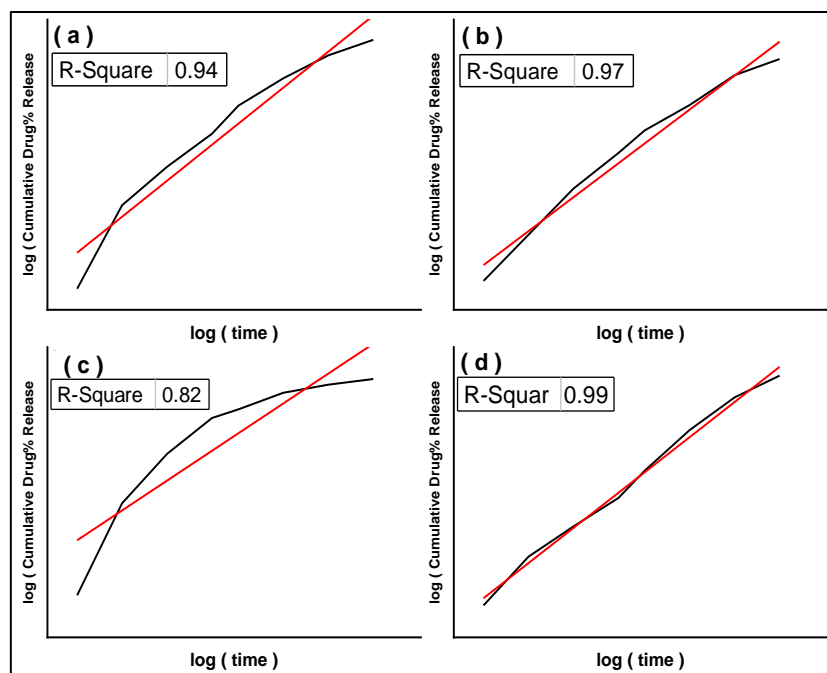 ( a )
R-Square 0.94
log ( Cumulative Drug% Release
log ( time )
( b )
R-Square 0.97
log ( Cumulative Drug% Release
log ( time )
( c )
R-Square 0.82
log ( Cumulative Drug% Release
log ( time )
( d )
R-Squar 0.99
log ( Cumulative Drug% Release
log ( time )